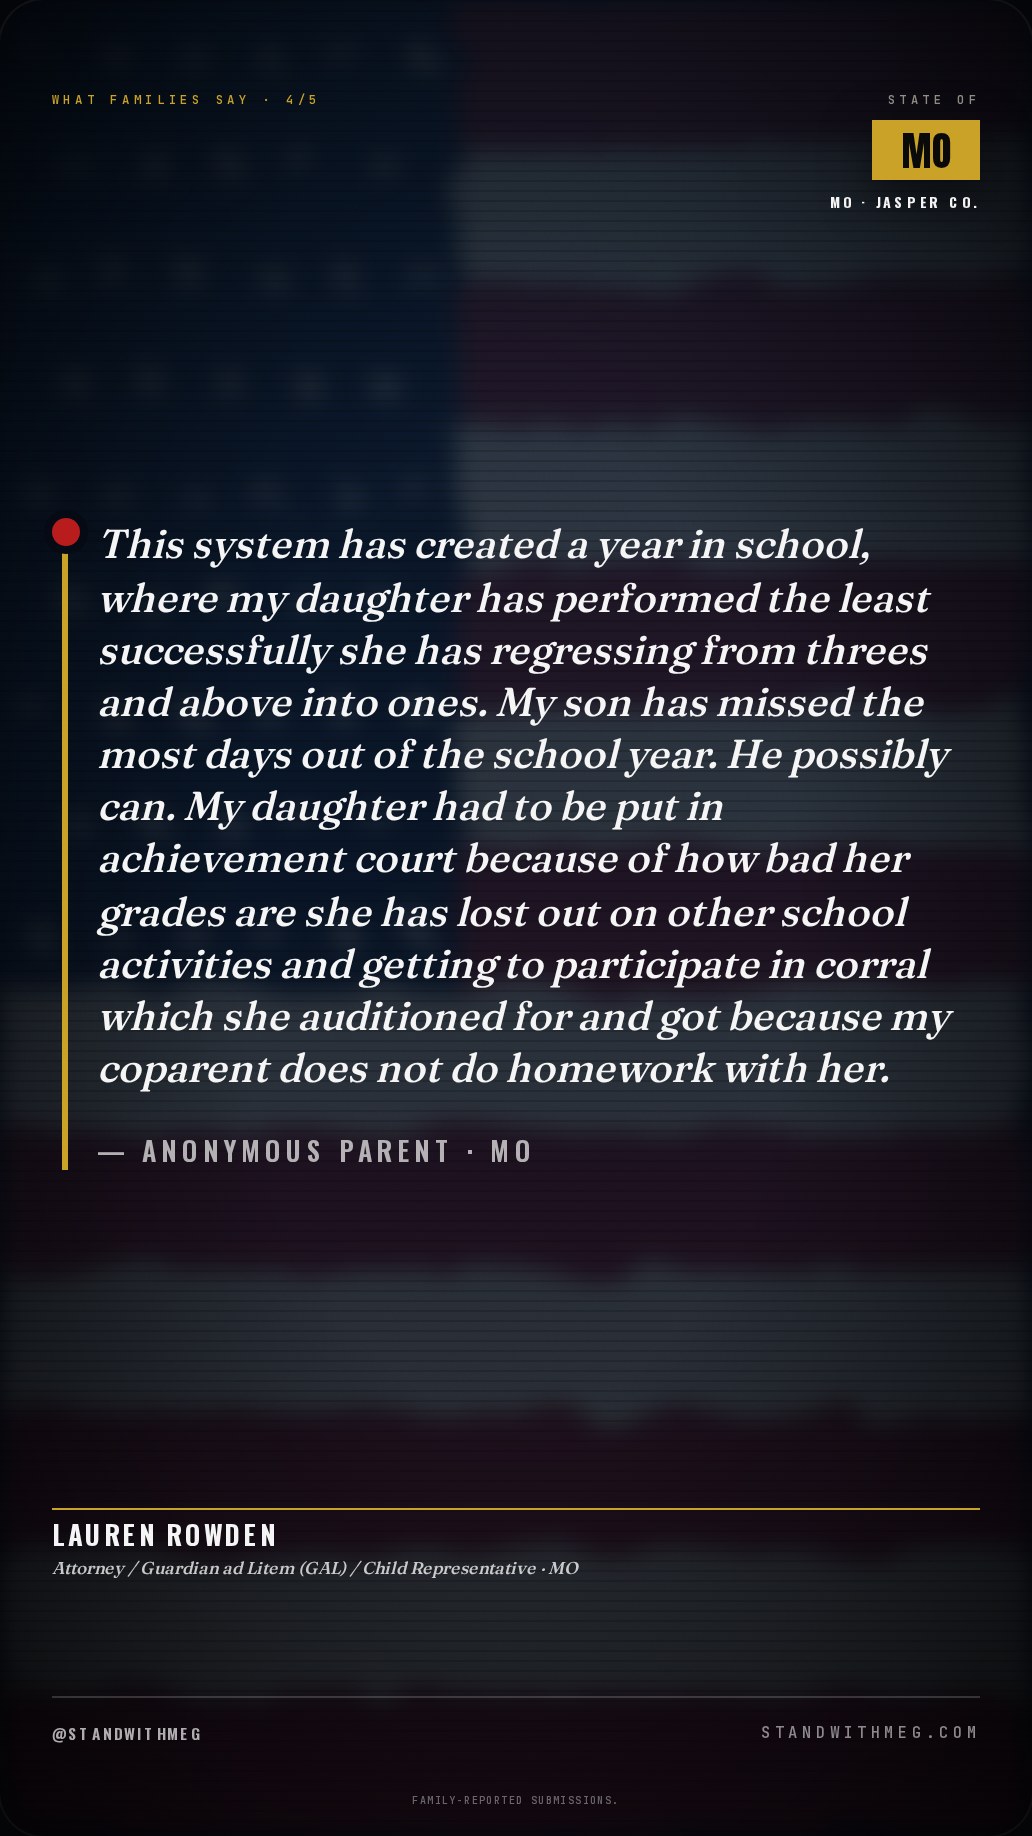 WHAT FAMILIES SAY · 4/5
STATE OF
MO
MO · JASPER CO.
This system has created a year in school,
where my daughter has performed the least
successfully she has regressing from threes
and above into ones. My son has missed the
most days out of the school year. He possibly
can. My daughter had to be put in
achievement court because of how bad her
grades are she has lost out on other school
activities and getting to participate in corral
which she auditioned for and got because my
coparent does not do homework with her.
— ANONYMOUS PARENT · MO
LAUREN ROWDEN
Attorney / Guardian ad Litem (GAL) / Child Representative · MO
@STANDWITHMEG
STANDWITHMEG.COM
FAMILY-REPORTED SUBMISSIONS.